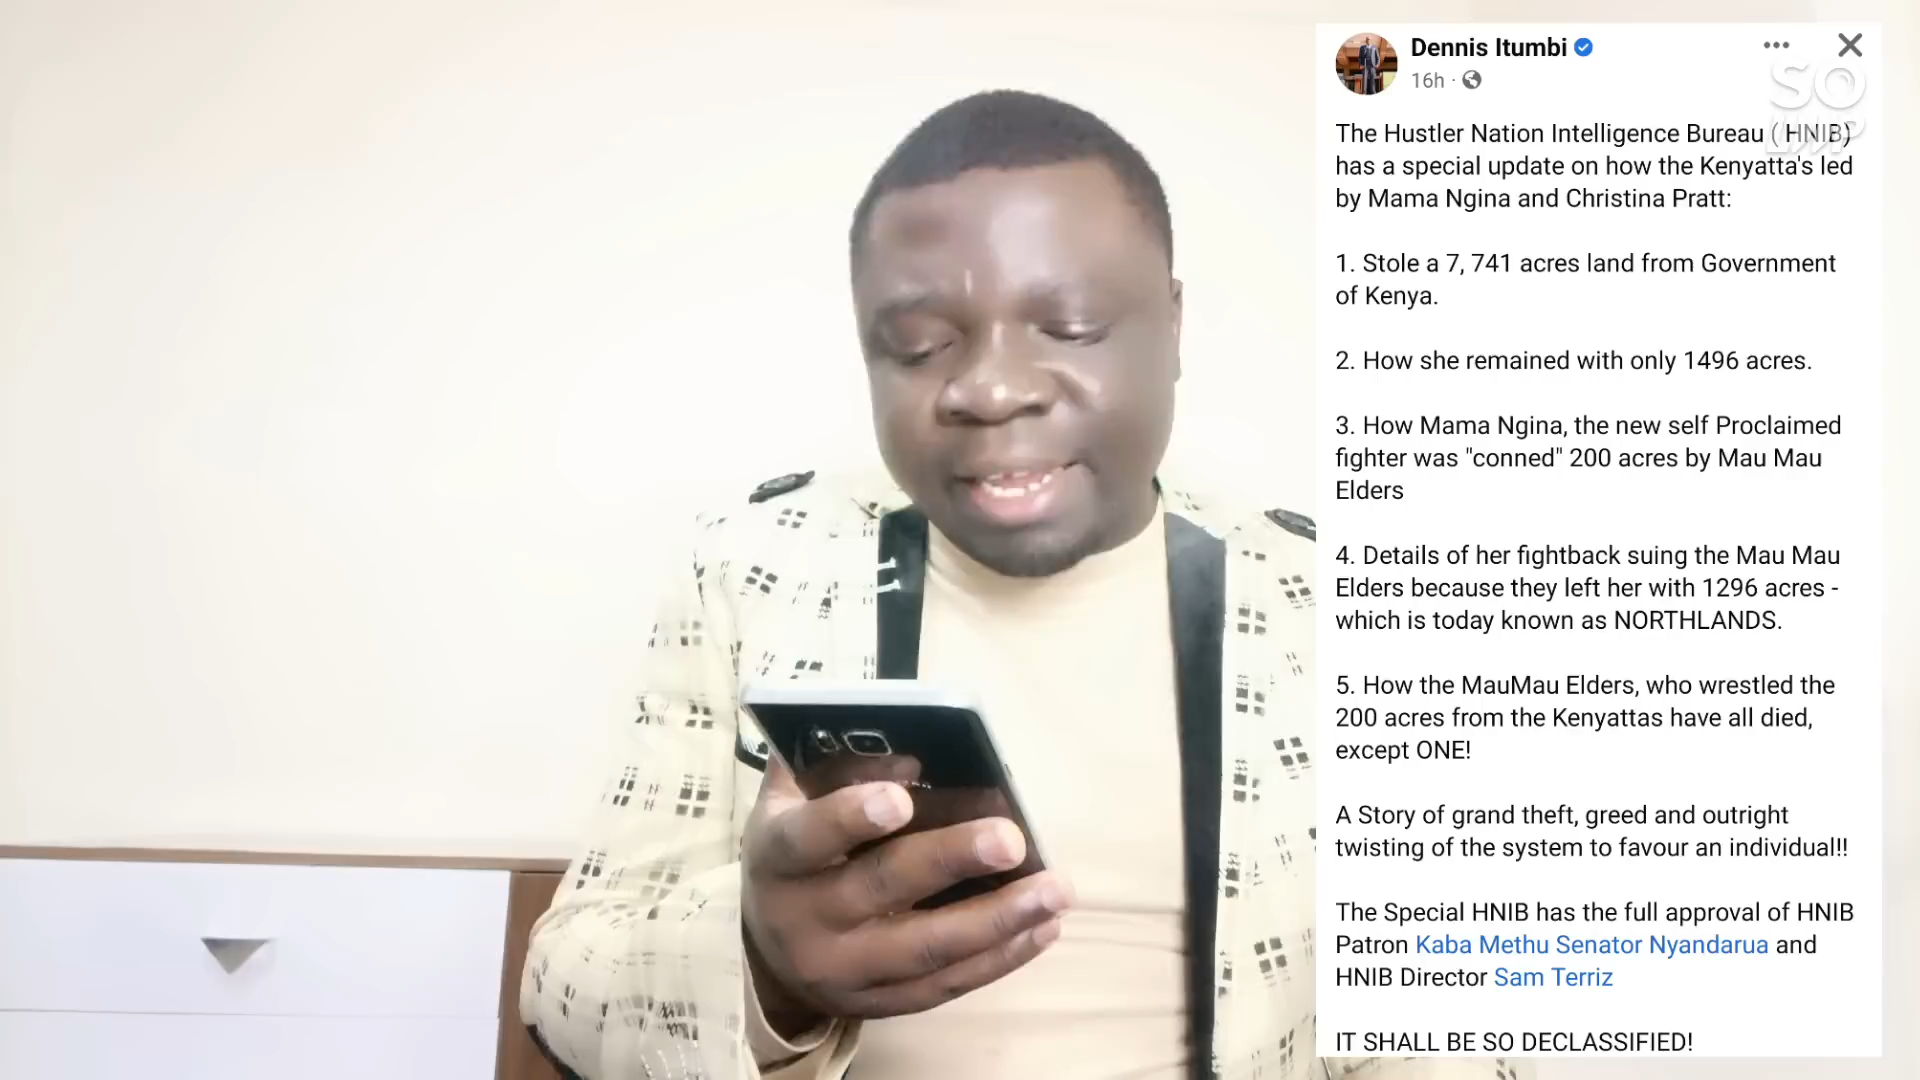 Dennis Itumbi
16h ·
The Hustler Nation Intelligence Bureau ( HNIB)
has a special update on how the Kenyatta's led
by Mama Ngina and Christina Pratt:
1. Stole a 7, 741 acres land from Government
of Kenya.
2. How she remained with only 1496 acres.
3. How Mama Ngina, the new self Proclaimed
fighter was "conned" 200 acres by Mau Mau
Elders
4. Details of her fightback suing the Mau Mau
Elders because they left her with 1296 acres -
which is today known as NORTHLANDS.
5. How the MauMau Elders, who wrestled the
200 acres from the Kenyattas have all died,
except ONE!
A Story of grand theft, greed and outright
twisting of the system to favour an individual!!
The Special HNIB has the full approval of HNIB
Patron Kaba Methu Senator Nyandarua and
HNIB Director Sam Terriz
IT SHALL BE SO DECLASSIFIED!
SO